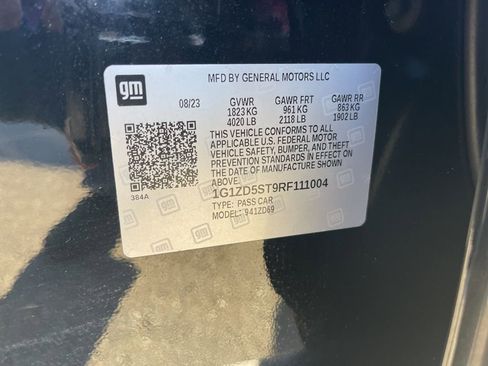 gm
MFD BY GENERAL MOTORS LLC
08/23 GVWR GAWR FRT GAWR RR
1823 KG 961 KG 863 KG
4020 LB 2118 LB 1902 LB
THIS VEHICLE CONFORMS TO ALL
APPLICABLE U.S. FEDERAL MOTOR
VEHICLE SAFETY, BUMPER, AND THEFT
PREVENTION STANDARDS IN EFFECT ON
THE DATE OF MANUFACTURE SHOWN
ABOVE.
1G1ZD5ST9RF111004
TYPE: PASS CAR
MODEL: 941ZD69
384A